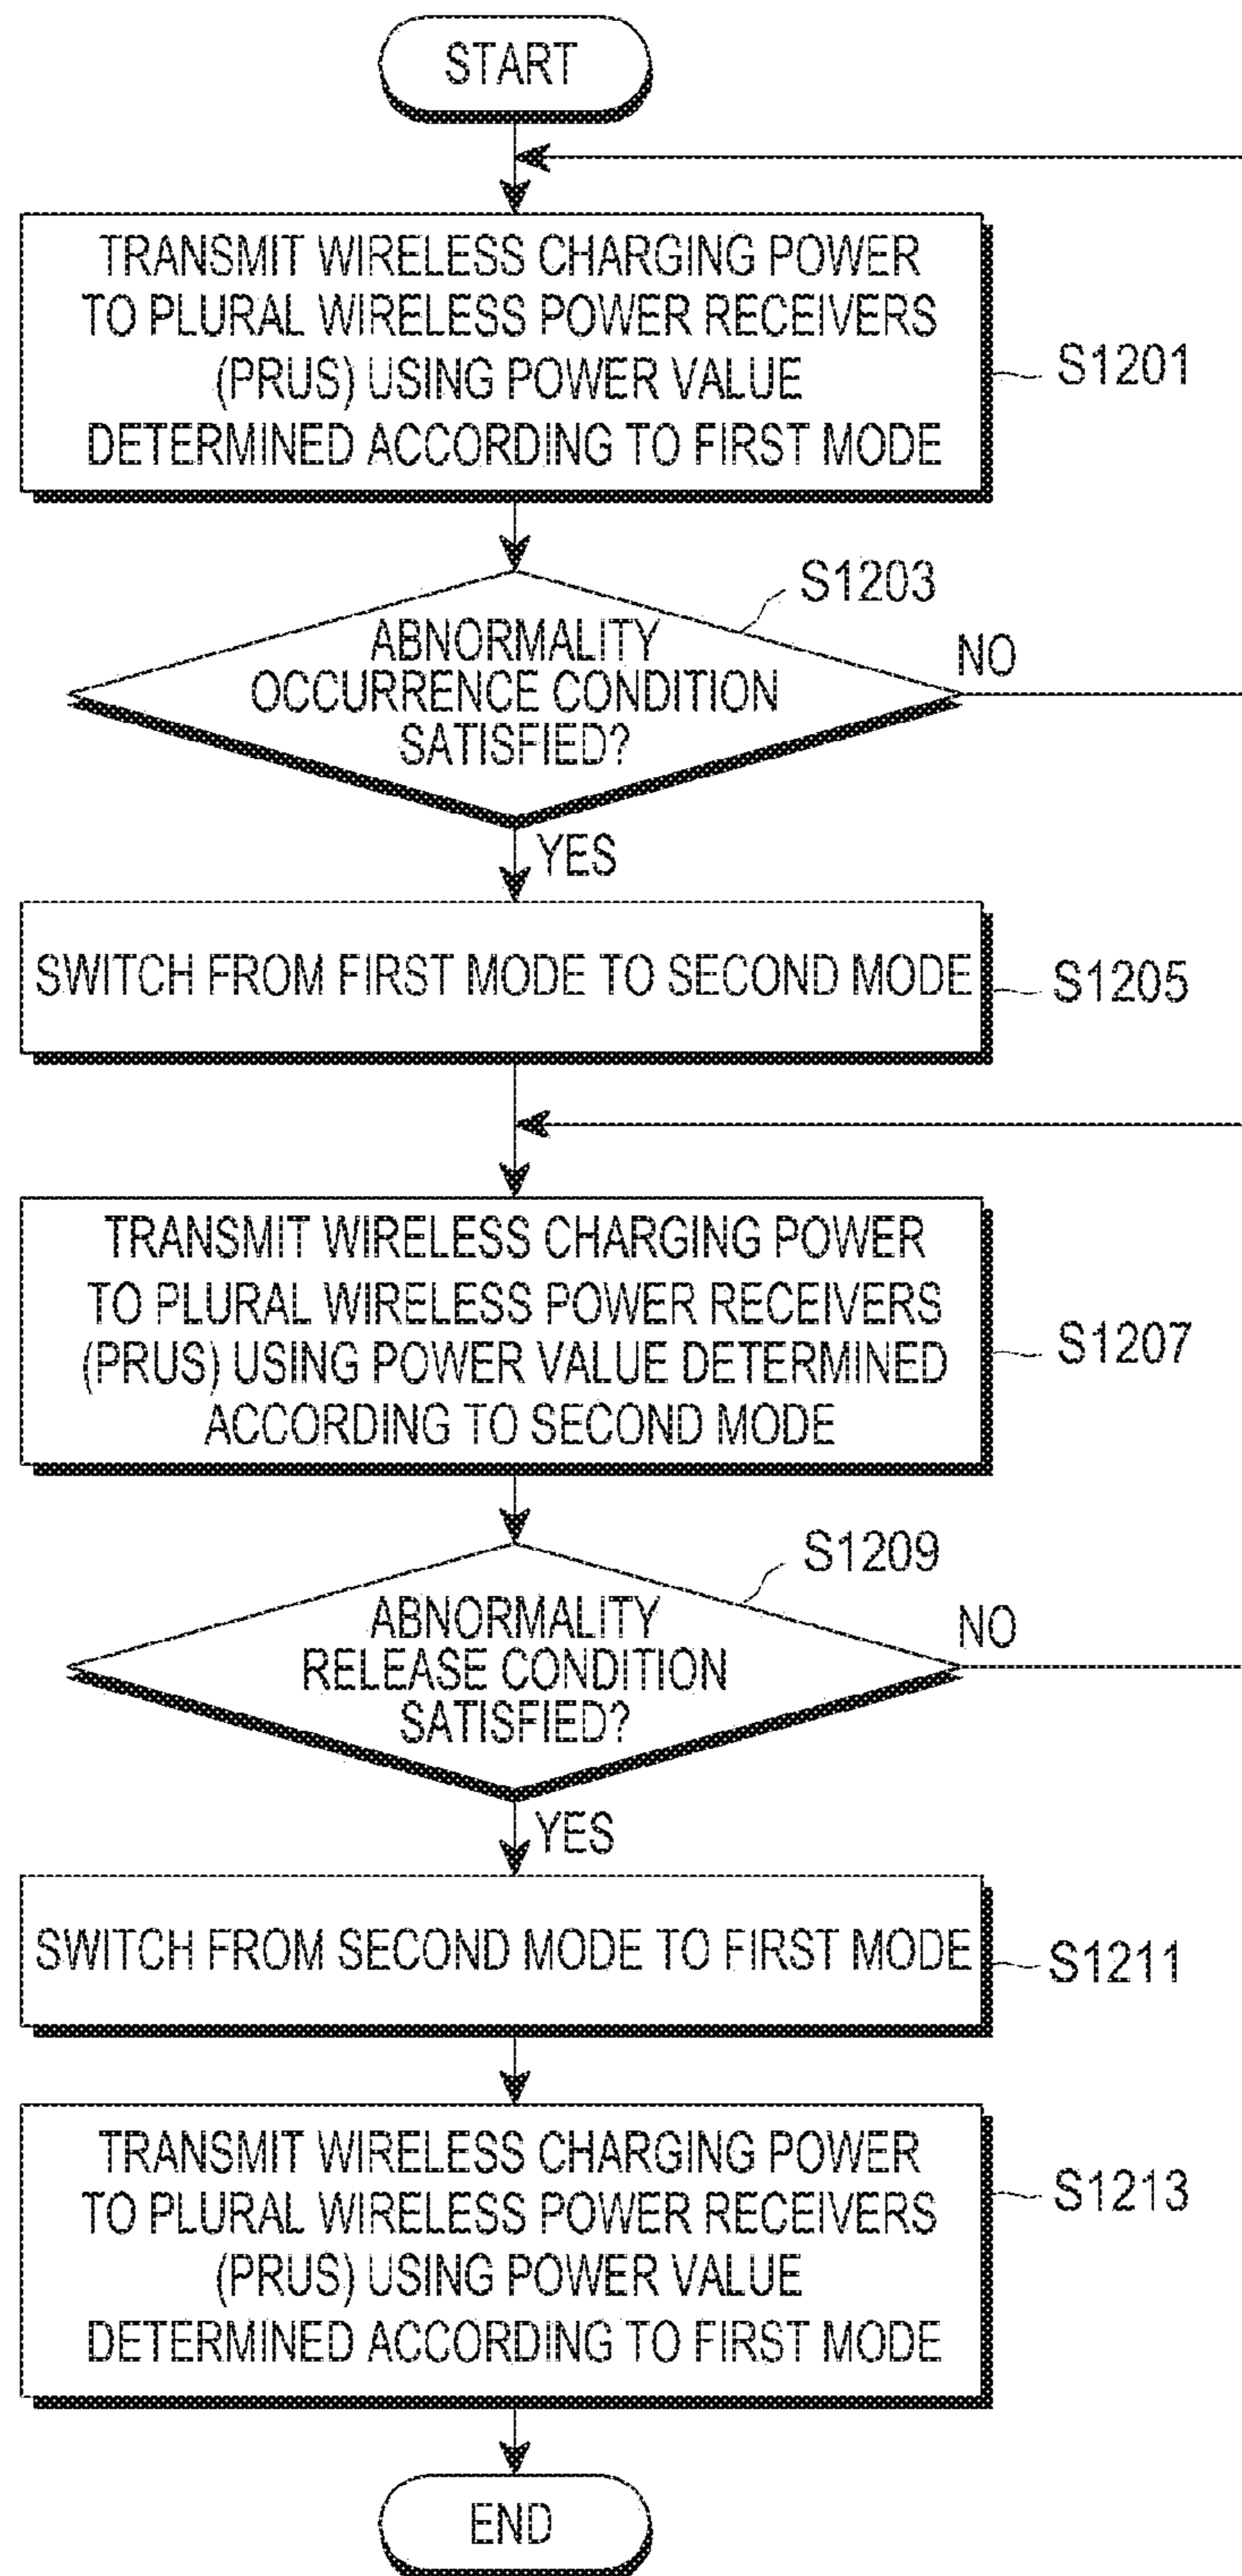 START
TRANSMIT WIRELESS CHARGING POWER
TO PLURAL WIRELESS POWER RECEIVERS
(PRUS) USING POWER VALUE
DETERMINED ACCORDING TO FIRST MODE
S1201
S1203
ABNORMALITY
OCCURRENCE CONDITION
SATISFIED?
NO
YES
SWITCH FROM FIRST MODE TO SECOND MODE
S1205
TRANSMIT WIRELESS CHARGING POWER
TO PLURAL WIRELESS POWER RECEIVERS
(PRUS) USING POWER VALUE DETERMINED
ACCORDING TO SECOND MODE
S1207
S1209
ABNORMALITY
RELEASE CONDITION
SATISFIED?
NO
YES
SWITCH FROM SECOND MODE TO FIRST MODE
S1211
TRANSMIT WIRELESS CHARGING POWER
TO PLURAL WIRELESS POWER RECEIVERS
(PRUS) USING POWER VALUE
DETERMINED ACCORDING TO FIRST MODE
S1213
END